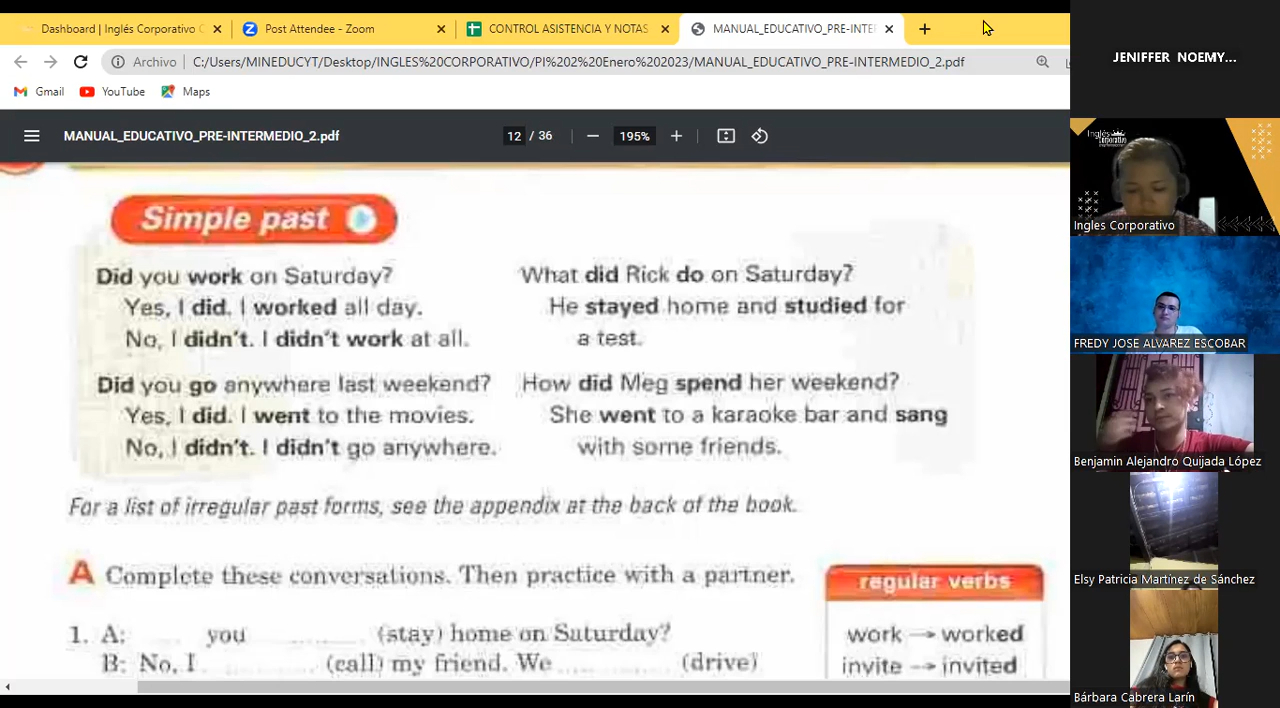 Dashboard | Inglés Corporativo
Post Attendee - Zoom
CONTROL ASISTENCIA Y NOTAS
MANUAL_EDUCATIVO_PRE-INTER
Archivo
C:/Users/MINEDUCYT/Desktop/INGLES%20CORPORATIVO/PI%202%20Enero%202023/MANUAL_EDUCATIVO_PRE-INTERMEDIO_2.pdf
Gmail
YouTube
Maps
MANUAL_EDUCATIVO_PRE-INTERMEDIO_2.pdf
12 / 36
195%
Simple past
Did you work on Saturday?
Yes, I did. I worked all day.
No, I didn't. I didn't work at all.
Did you go anywhere last weekend?
Yes, I did. I went to the movies.
No, I didn't. I didn't go anywhere.
What did Rick do on Saturday?
He stayed home and studied for
a test.
How did Meg spend her weekend?
She went to a karaoke bar and sang
with some friends.
For a list of irregular past forms, see the appendix at the back of the book.
A Complete these conversations. Then practice with a partner.
1. A: ____ you ________ (stay) home on Saturday?
B: No, I ________ (call) my friend. We ________ (drive)
regular verbs
work → worked
invite → invited
JENIFFER NOEMY...
Inglés
Corporativo
Ingles Corporativo
FREDY JOSE ALVAREZ ESCOBAR
Benjamin Alejandro Quijada López
Elsy Patricia Martínez de Sánchez
Bárbara Cabrera Larín